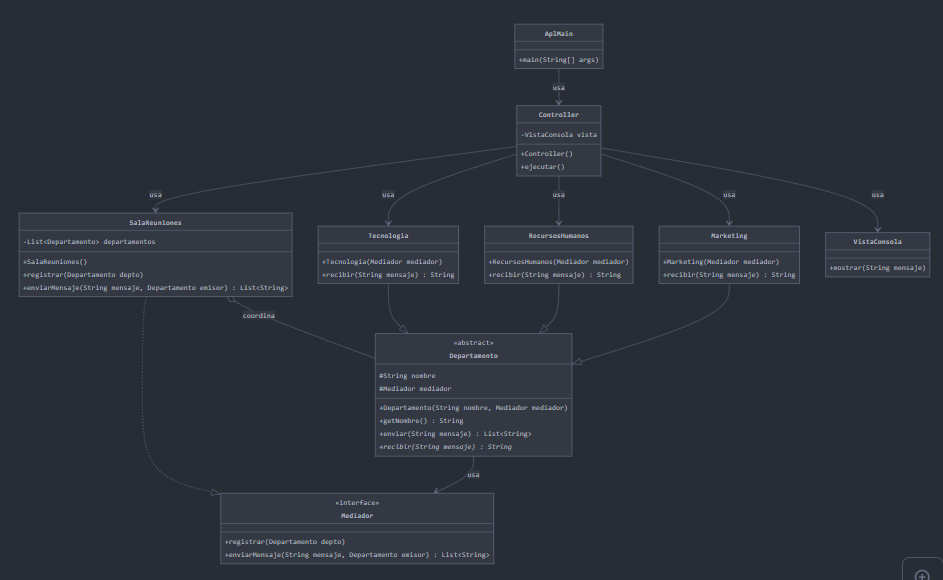 AplMain
+main(String[] args)
usa
Controller
-VistaConsola vista
+Controller()
+ejecutar()
usa
usa
usa
usa
usa
SalaReuniones
-List<Departamento> departamentos
+SalaReuniones()
+registrar(Departamento depto)
+enviarMensaje(String mensaje, Departamento emisor) : List<String>
Tecnologia
+Tecnologia(Mediador mediador)
+recibir(String mensaje) : String
RecursosHumanos
+RecursosHumanos(Mediador mediador)
+recibir(String mensaje) : String
Marketing
+Marketing(Mediador mediador)
+recibir(String mensaje) : String
VistaConsola
+mostrar(String mensaje)
coordina
«abstract»
Departamento
#String nombre
#Mediador mediador
+Departamento(String nombre, Mediador mediador)
+getNombre() : String
+enviar(String mensaje) : List<String>
+recibir(String mensaje) : String
usa
«interface»
Mediador
+registrar(Departamento depto)
+enviarMensaje(String mensaje, Departamento emisor) : List<String>